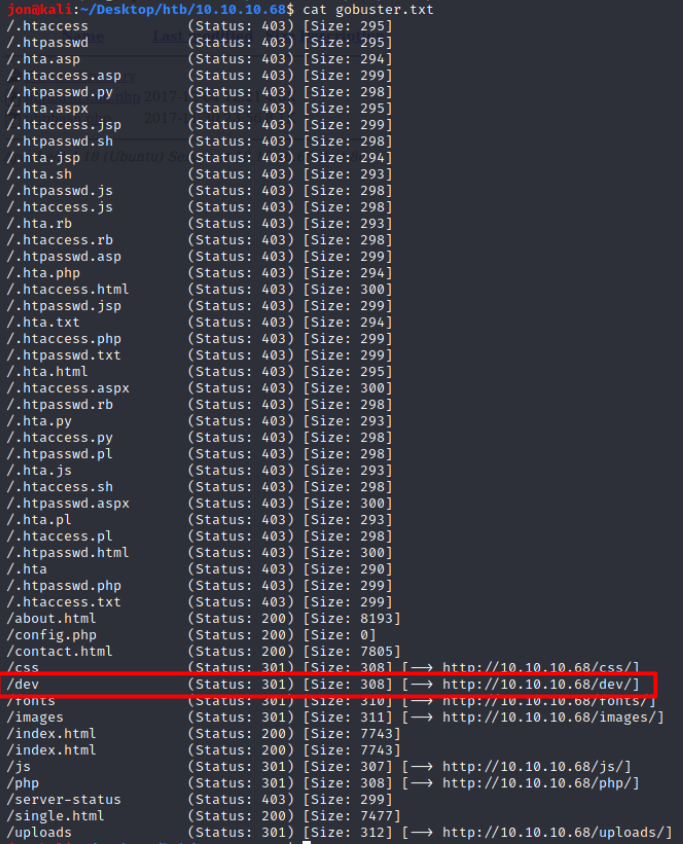 jon@kali:~/Desktop/htb/10.10.10.68$ cat gobuster.txt
/.htaccess (Status: 403) [Size: 295]
/.htpasswd (Status: 403) [Size: 295]
/.hta.asp (Status: 403) [Size: 294]
/.htaccess.asp (Status: 403) [Size: 299]
/.htpasswd.py (Status: 403) [Size: 298]
/.hta.aspx (Status: 403) [Size: 295]
/.htaccess.jsp (Status: 403) [Size: 299]
/.htpasswd.sh (Status: 403) [Size: 298]
/.hta.jsp (Status: 403) [Size: 294]
/.hta.sh (Status: 403) [Size: 293]
/.htpasswd.js (Status: 403) [Size: 298]
/.htaccess.js (Status: 403) [Size: 298]
/.hta.rb (Status: 403) [Size: 293]
/.htaccess.rb (Status: 403) [Size: 298]
/.htpasswd.asp (Status: 403) [Size: 299]
/.hta.php (Status: 403) [Size: 294]
/.htaccess.html (Status: 403) [Size: 300]
/.htpasswd.jsp (Status: 403) [Size: 299]
/.hta.txt (Status: 403) [Size: 294]
/.htaccess.php (Status: 403) [Size: 299]
/.htpasswd.txt (Status: 403) [Size: 299]
/.hta.html (Status: 403) [Size: 295]
/.htaccess.aspx (Status: 403) [Size: 300]
/.htpasswd.rb (Status: 403) [Size: 298]
/.hta.py (Status: 403) [Size: 293]
/.htaccess.py (Status: 403) [Size: 298]
/.htpasswd.pl (Status: 403) [Size: 298]
/.hta.js (Status: 403) [Size: 293]
/.htaccess.sh (Status: 403) [Size: 298]
/.htpasswd.aspx (Status: 403) [Size: 300]
/.hta.pl (Status: 403) [Size: 293]
/.htaccess.pl (Status: 403) [Size: 298]
/.htpasswd.html (Status: 403) [Size: 300]
/.hta (Status: 403) [Size: 290]
/.htpasswd.php (Status: 403) [Size: 299]
/.htaccess.txt (Status: 403) [Size: 299]
/about.html (Status: 200) [Size: 8193]
/config.php (Status: 200) [Size: 0]
/contact.html (Status: 200) [Size: 7805]
/css (Status: 301) [Size: 308] [--> http://10.10.10.68/css/]
/dev (Status: 301) [Size: 308] [--> http://10.10.10.68/dev/]
/fonts (Status: 301) [Size: 310] [--> http://10.10.10.68/fonts/]
/images (Status: 301) [Size: 311] [--> http://10.10.10.68/images/]
/index.html (Status: 200) [Size: 7743]
/index.html (Status: 200) [Size: 7743]
/js (Status: 301) [Size: 307] [--> http://10.10.10.68/js/]
/php (Status: 301) [Size: 308] [--> http://10.10.10.68/php/]
/server-status (Status: 403) [Size: 299]
/single.html (Status: 200) [Size: 7477]
/uploads (Status: 301) [Size: 312] [--> http://10.10.10.68/uploads/]